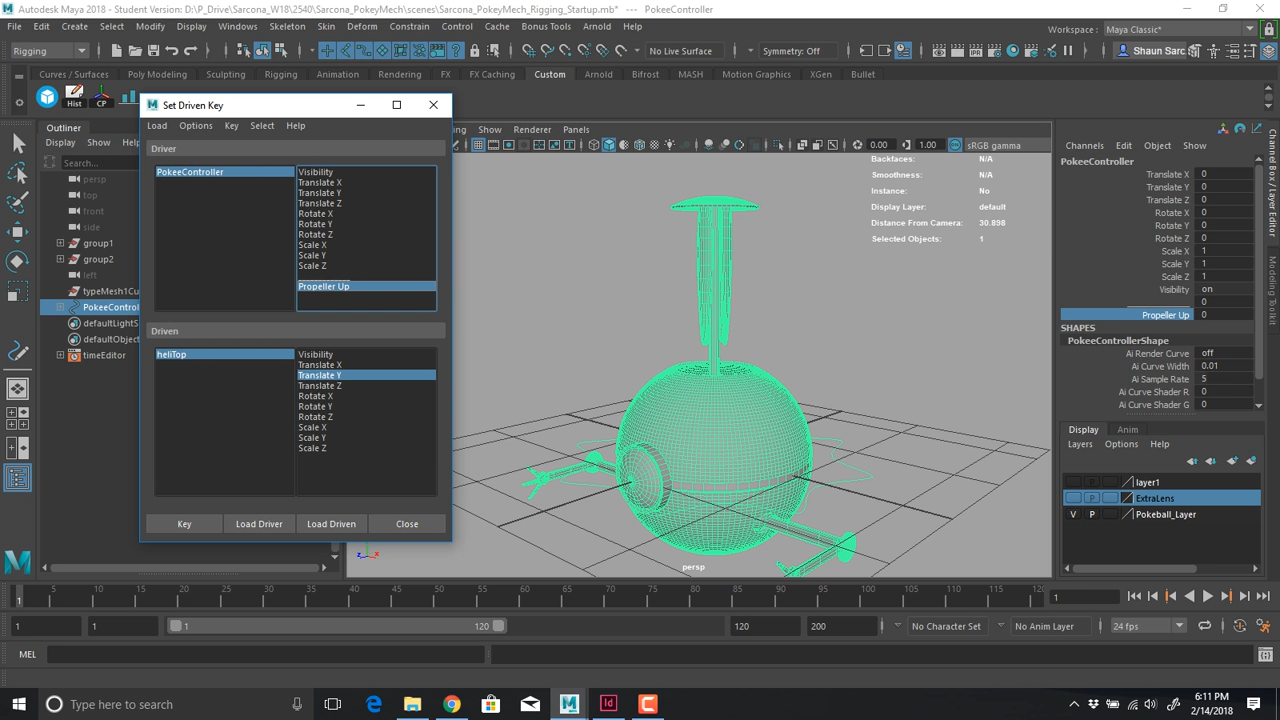 Autodesk Maya 2018 - Student Version: D:\P_Drive\Sarcona_W18\2540\Sarcona_PokeyMech\scenes\Sarcona_PokeyMech_Rigging_Startup.mb* --- PokeeController
File Edit Create Select Modify Display Windows Skeleton Skin Deform Constrain Control Cache Bonus Tools Arnold Help
Workspace : Maya Classic*
Rigging No Live Surface Symmetry: Off Shaun Sarc
Curves / Surfaces Poly Modeling Sculpting Rigging Animation Rendering FX FX Caching Custom Arnold Bifrost MASH Motion Graphics XGen Bullet
Hist CP
Set Driven Key
Load Options Key Select Help
Driver
PokeeController
Visibility
Translate X
Translate Y
Translate Z
Rotate X
Rotate Y
Rotate Z
Scale X
Scale Y
Scale Z
Propeller Up
Driven
heliTop
Visibility
Translate X
Translate Y
Translate Z
Rotate X
Rotate Y
Rotate Z
Scale X
Scale Y
Scale Z
Key Load Driver Load Driven Close
Outliner
Display Show
Search...
persp
top
front
side
group1
group2
left
typeMesh1Cu
PokeeControl
defaultLightS
defaultObjec
timeEditor
ing Show Renderer Panels
0.00 1.00 sRGB gamma
Backfaces: N/A
Smoothness: N/A
Instance: No
Display Layer: default
Distance From Camera: 30.898
Selected Objects: 1
persp
z x
Channels Edit Object Show
PokeeController
Translate X 0
Translate Y 0
Translate Z 0
Rotate X 0
Rotate Y 0
Rotate Z 0
Scale X 1
Scale Y 1
Scale Z 1
Visibility on
0
Propeller Up 0
SHAPES
PokeeControllerShape
Ai Render Curve off
Ai Curve Width 0.01
Ai Sample Rate 5
Ai Curve Shader R 0
Ai Curve Shader G 0
Channel Box / Layer Editor
Modeling Toolkit
Display Anim
Layers Options Help
P layer1
P ExtraLens
V P Pokeball_Layer
1 5 10 15 20 25 30 35 40 45 50 55 60 65 70 75 80 85 90 95 100 105 110 115 120 1
1 1 1 120 120 200 No Character Set No Anim Layer 24 fps
MEL
Type here to search
6:11 PM
2/14/2018